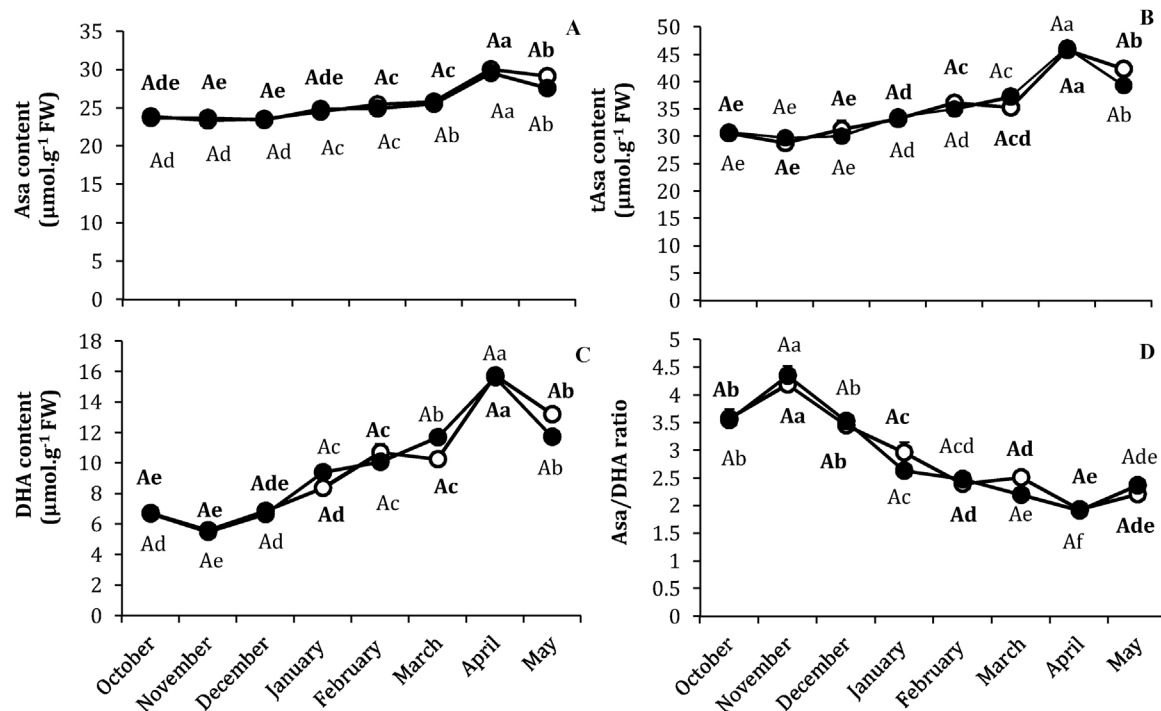 A
Asa content
(µmol.g⁻¹ FW)
35
30
25
20
15
10
5
0
Ade
Ae
Ae
Ade
Ac
Ac
Aa
Ab
Ad
Ad
Ad
Ac
Ac
Ab
Aa
Ab
B
tAsa content
(µmol.g⁻¹ FW)
50
45
40
35
30
25
20
15
10
5
0
Ae
Ae
Ae
Ad
Ac
Ac
Aa
Ab
Ae
Ae
Ae
Ad
Ad
Acd
Aa
Ab
C
DHA content
(µmol.g⁻¹ FW)
18
16
14
12
10
8
6
4
2
0
Ae
Ae
Ade
Ac
Ac
Ab
Aa
Ab
Ad
Ae
Ad
Ad
Ac
Ac
Aa
Ab
October
November
December
January
February
March
April
May
D
Asa/DHA ratio
5
4.5
4
3.5
3
2.5
2
1.5
1
0.5
0
Ab
Aa
Ab
Ac
Acd
Ad
Ae
Ade
Ab
Aa
Ab
Ac
Ad
Ae
Af
Ade
October
November
December
January
February
March
April
May